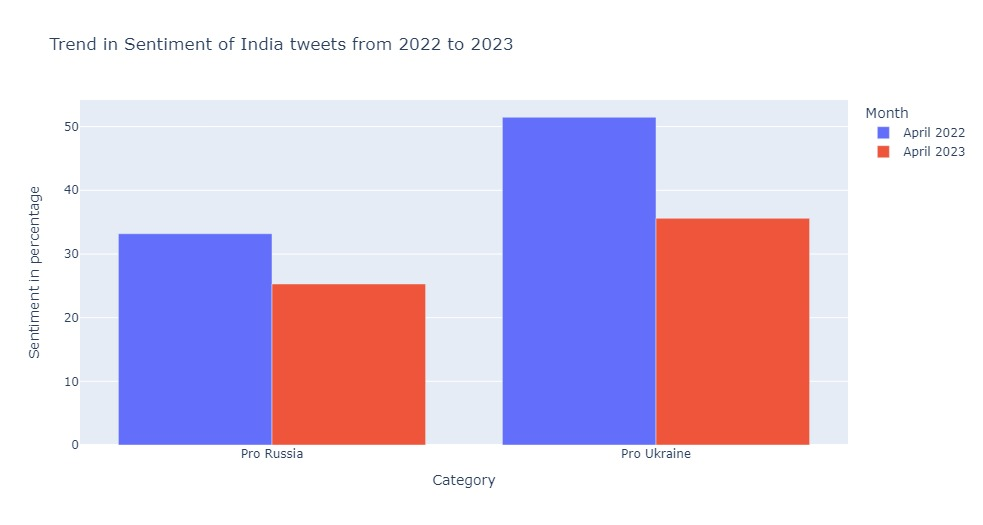 Trend in Sentiment of India tweets from 2022 to 2023
Month
April 2022
April 2023
Sentiment in percentage
50
40
30
20
10
0
Pro Russia
Pro Ukraine
Category